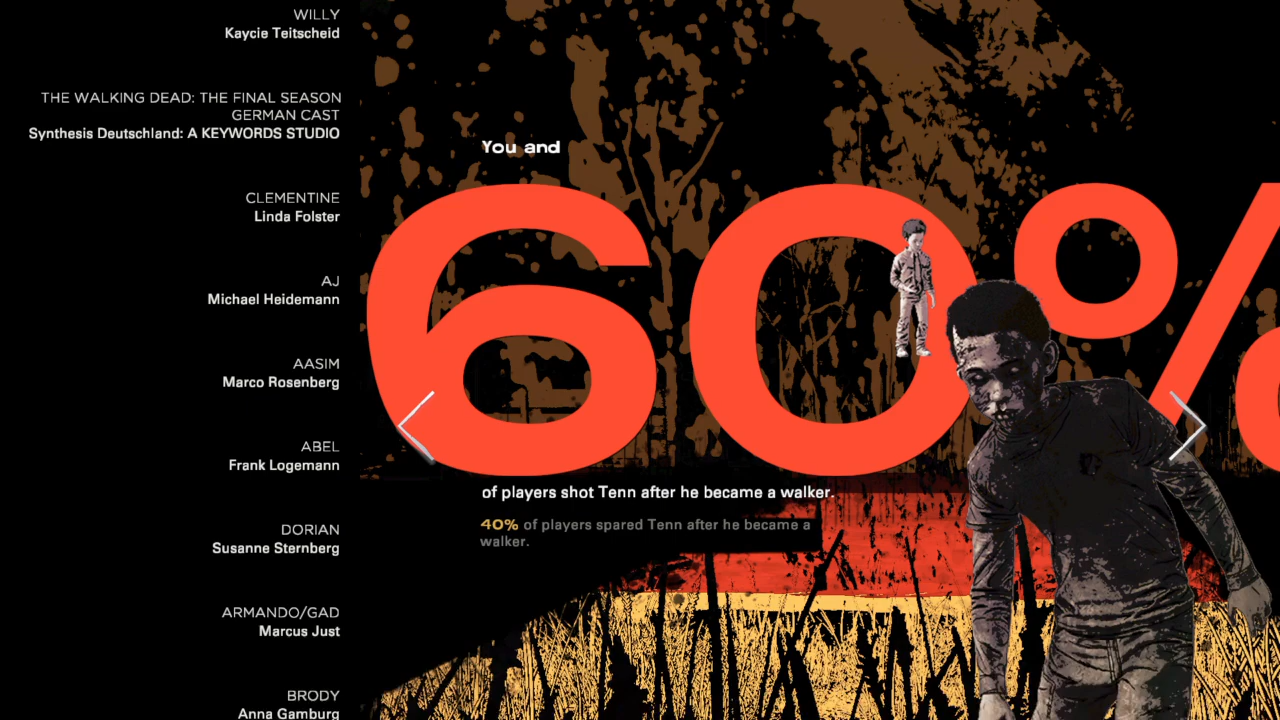 WILLY
Kaycie Teitscheid
THE WALKING DEAD: THE FINAL SEASON
GERMAN CAST
Synthesis Deutschland: A KEYWORDS STUDIO
CLEMENTINE
Linda Folster
AJ
Michael Heidemann
AASIM
Marco Rosenberg
ABEL
Frank Logemann
DORIAN
Susanne Sternberg
ARMANDO/GAD
Marcus Just
BRODY
Anna Gamburg
You and
60%
of players shot Tenn after he became a walker.
40% of players spared Tenn after he became a
walker.